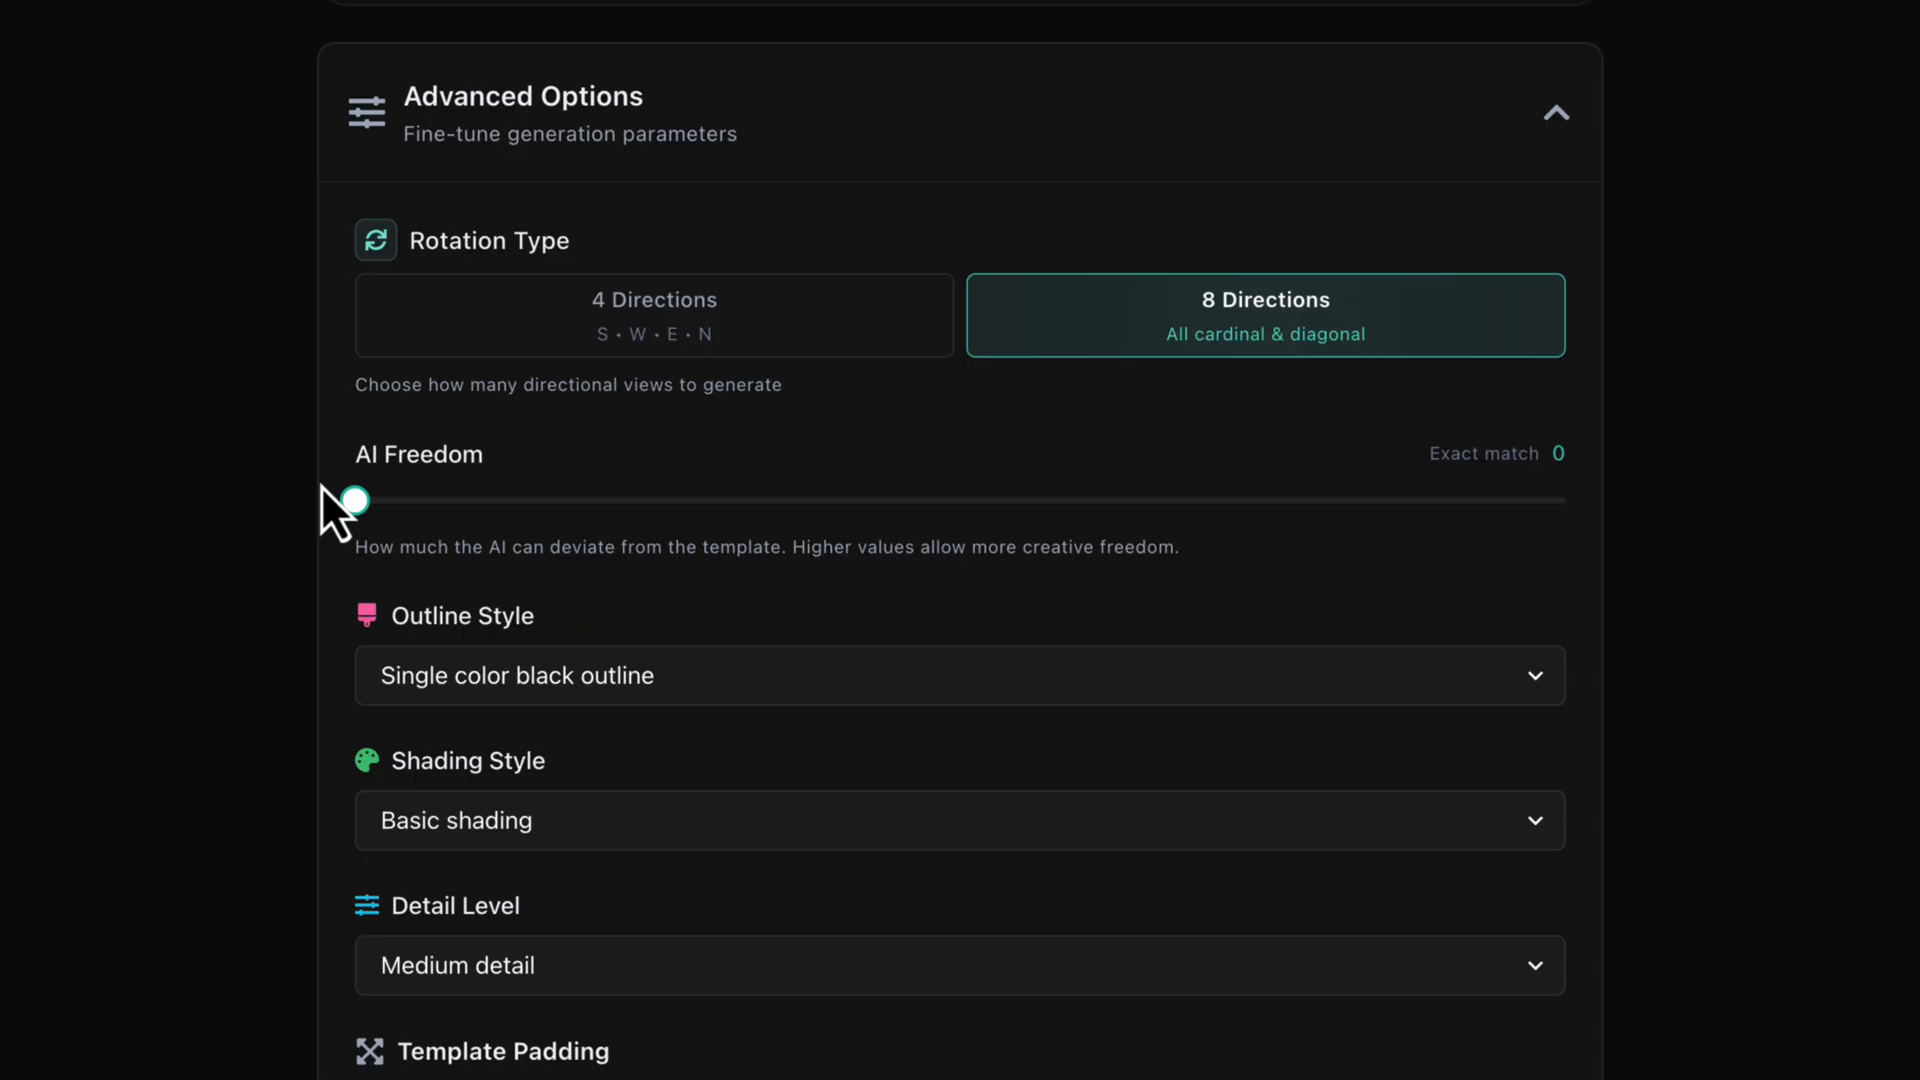 Advanced Options
Fine-tune generation parameters
Rotation Type
4 Directions
S • W • E • N
8 Directions
All cardinal & diagonal
Choose how many directional views to generate
AI Freedom
Exact match 0
How much the AI can deviate from the template. Higher values allow more creative freedom.
Outline Style
Single color black outline
Shading Style
Basic shading
Detail Level
Medium detail
Template Padding